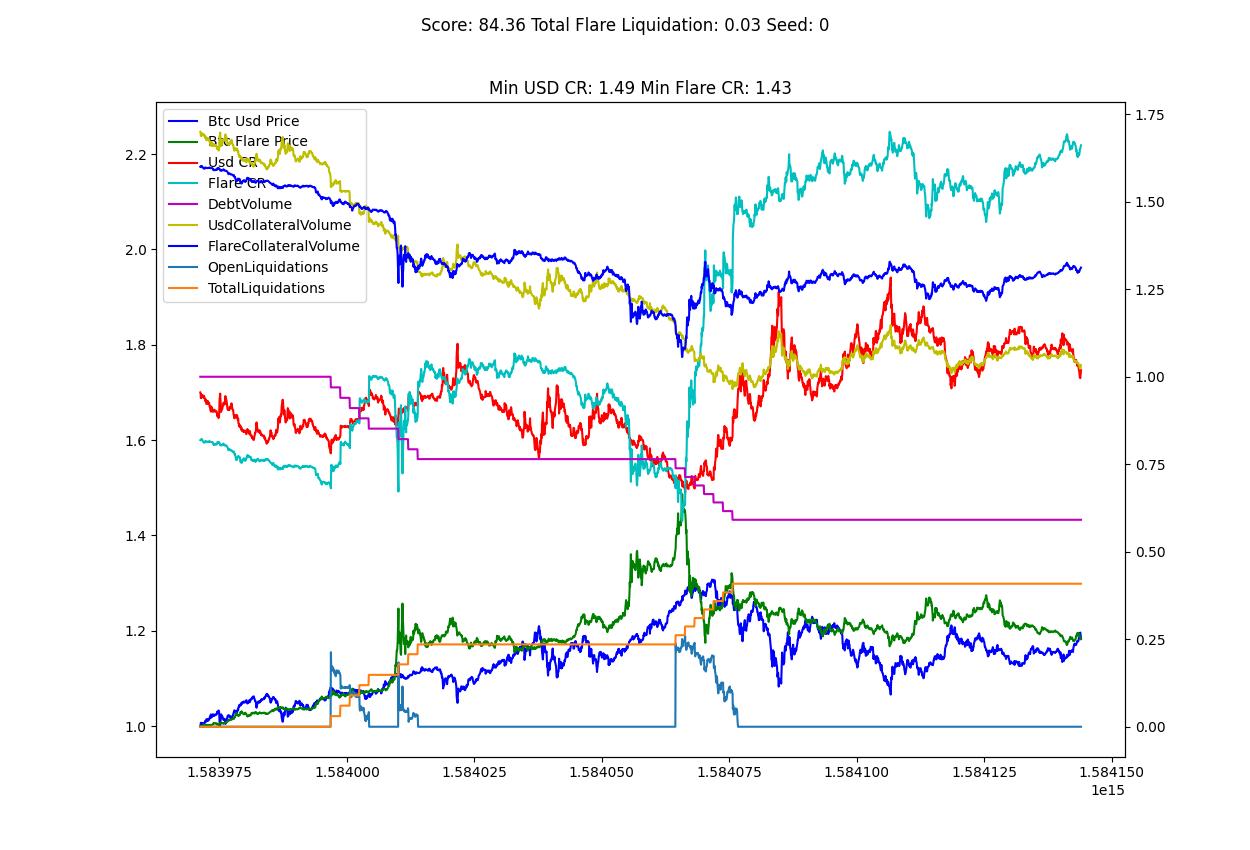 Score: 84.36 Total Flare Liquidation: 0.03 Seed: 0
Min USD CR: 1.49 Min Flare CR: 1.43
Btc Usd Price
Btc Flare Price
Usd CR
Flare CR
DebtVolume
UsdCollateralVolume
FlareCollateralVolume
OpenLiquidations
TotalLiquidations
2.2
2.0
1.8
1.6
1.4
1.2
1.0
1.75
1.50
1.25
1.00
0.75
0.50
0.25
0.00
1.583975 1.584000 1.584025 1.584050 1.584075 1.584100 1.584125 1.584150
1e15